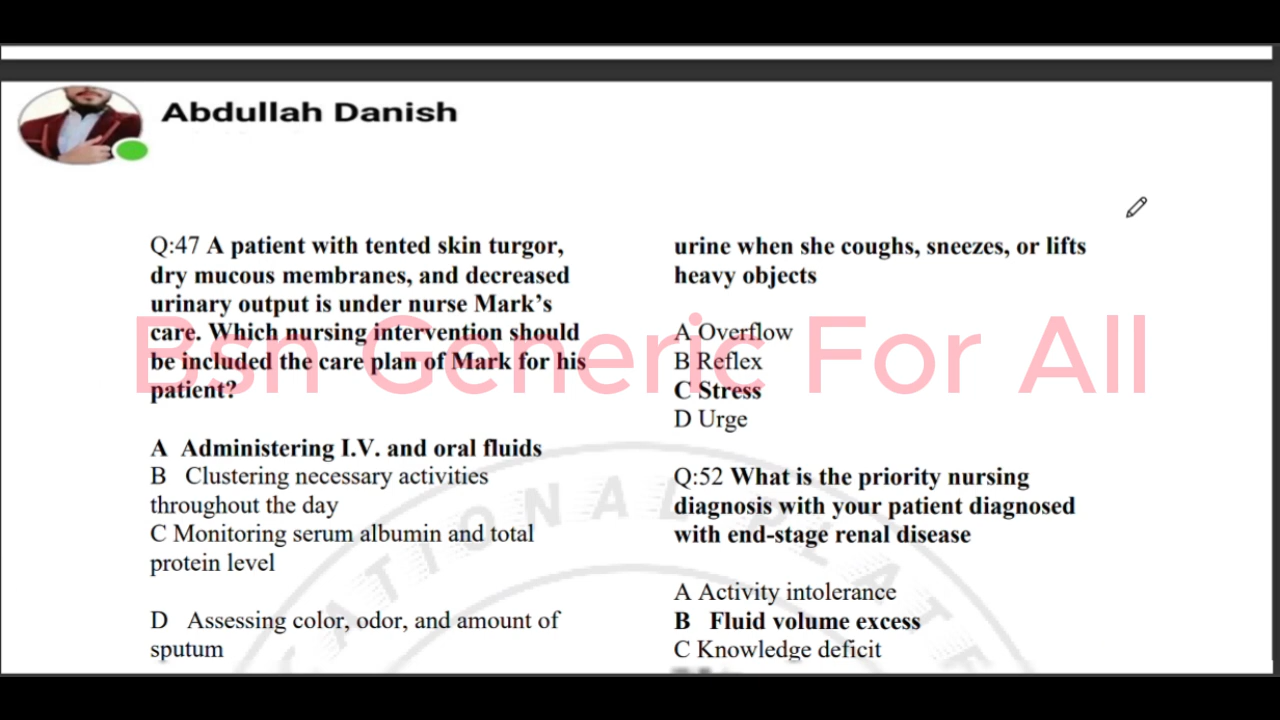 Abdullah Danish
Q:47 A patient with tented skin turgor,
dry mucous membranes, and decreased
urinary output is under nurse Mark’s
care. Which nursing intervention should
be included the care plan of Mark for his
patient?
A Administering I.V. and oral fluids
B Clustering necessary activities
throughout the day
C Monitoring serum albumin and total
protein level
D Assessing color, odor, and amount of
sputum
urine when she coughs, sneezes, or lifts
heavy objects
A Overflow
B Reflex
C Stress
D Urge
Q:52 What is the priority nursing
diagnosis with your patient diagnosed
with end-stage renal disease
A Activity intolerance
B Fluid volume excess
C Knowledge deficit
Bsn Generic For All